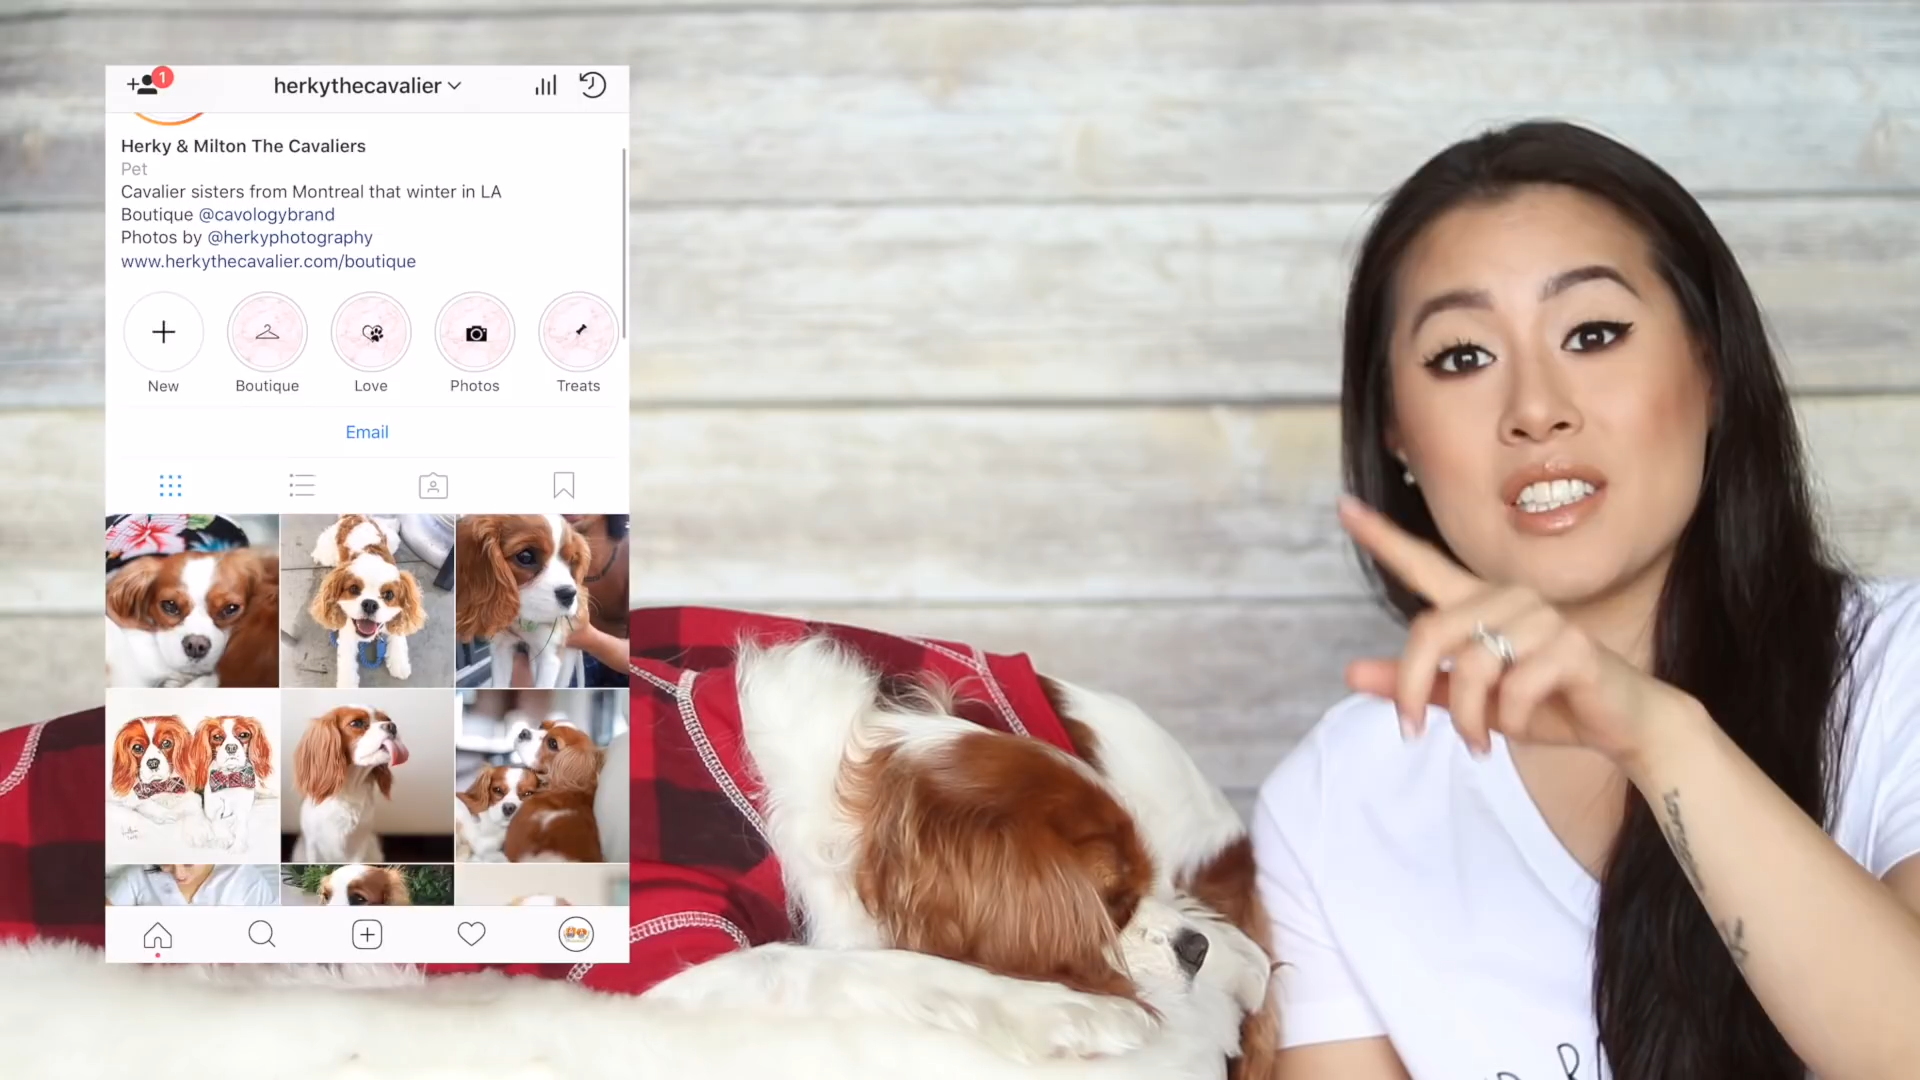 1
herkythecavalier
Herky & Milton The Cavaliers
Pet
Cavalier sisters from Montreal that winter in LA
Boutique @cavologybrand
Photos by @herkyphotography
www.herkythecavalier.com/boutique
New
Boutique
Love
Photos
Treats
Email